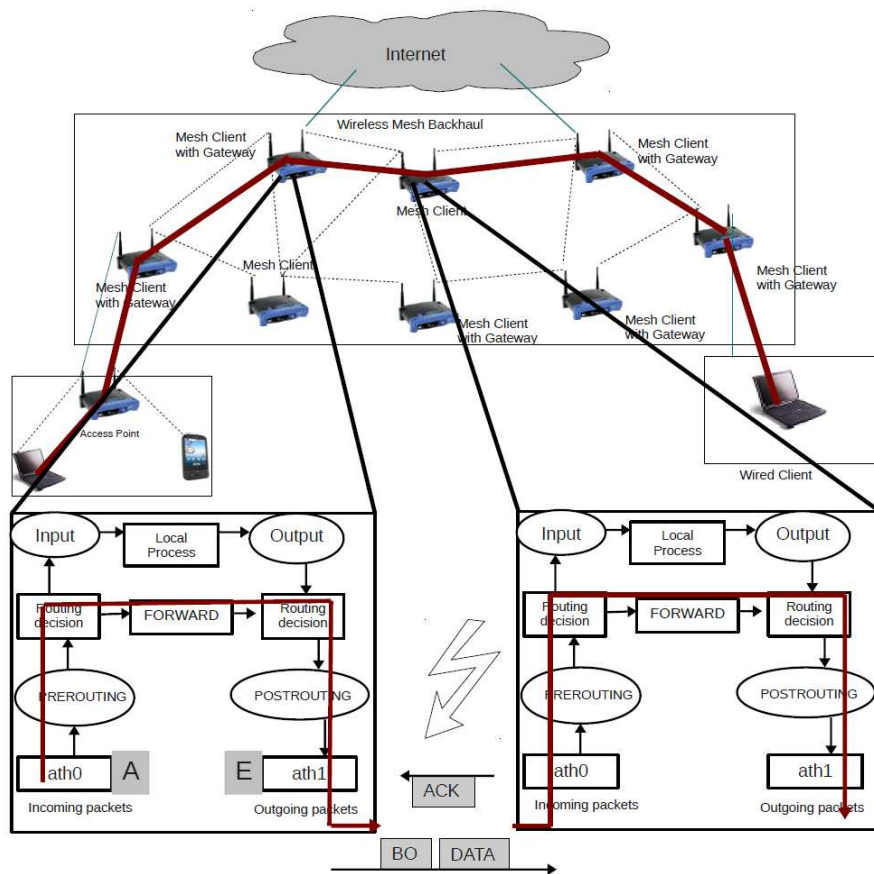 Internet
Wireless Mesh Backhaul
Mesh Client
with Gateway
Mesh Client
Mesh Client
with Gateway
Mesh Client
with Gateway
Mesh Client
Mesh Client
with Gateway
Mesh Client
with Gateway
Mesh Client
with Gateway
Access Point
Wired Client
Input
Local
Process
Output
Routing
decision
FORWARD
Routing
decision
PREROUTING
POSTROUTING
ath0
A
E
ath1
Incoming packets
Outgoing packets
ACK
BO
DATA
Input
Local
Process
Output
Routing
decision
FORWARD
Routing
decision
PREROUTING
POSTROUTING
ath0
ath1
Incoming packets
Outgoing packets